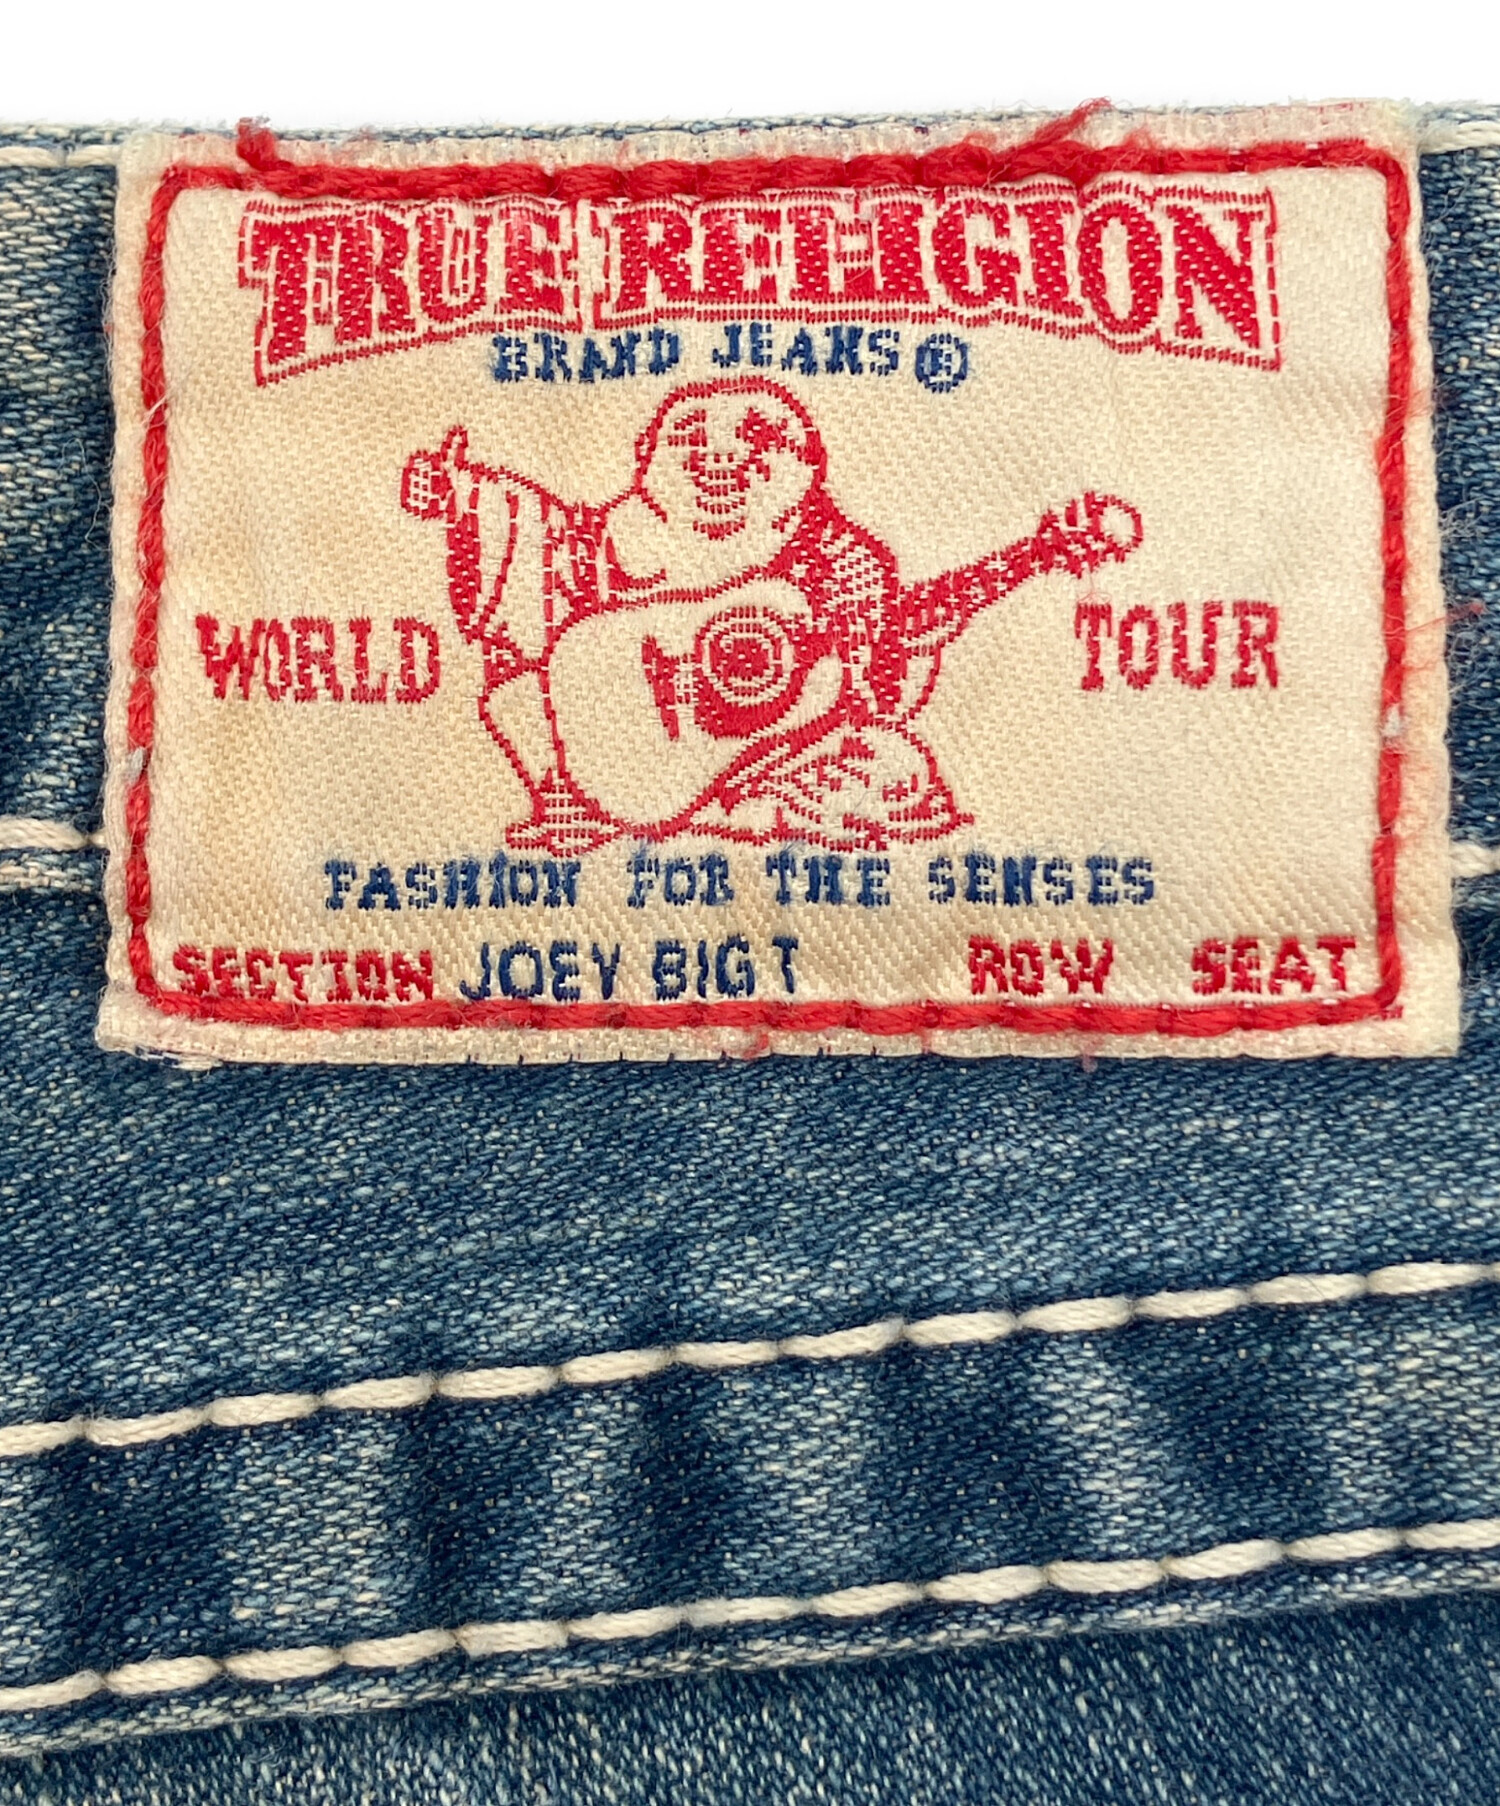 TRUE RELIGION
BRAND JEANS®
WORLD TOUR
FASHION FOR THE SENSES
SECTION JOEY BIG T ROW SEAT